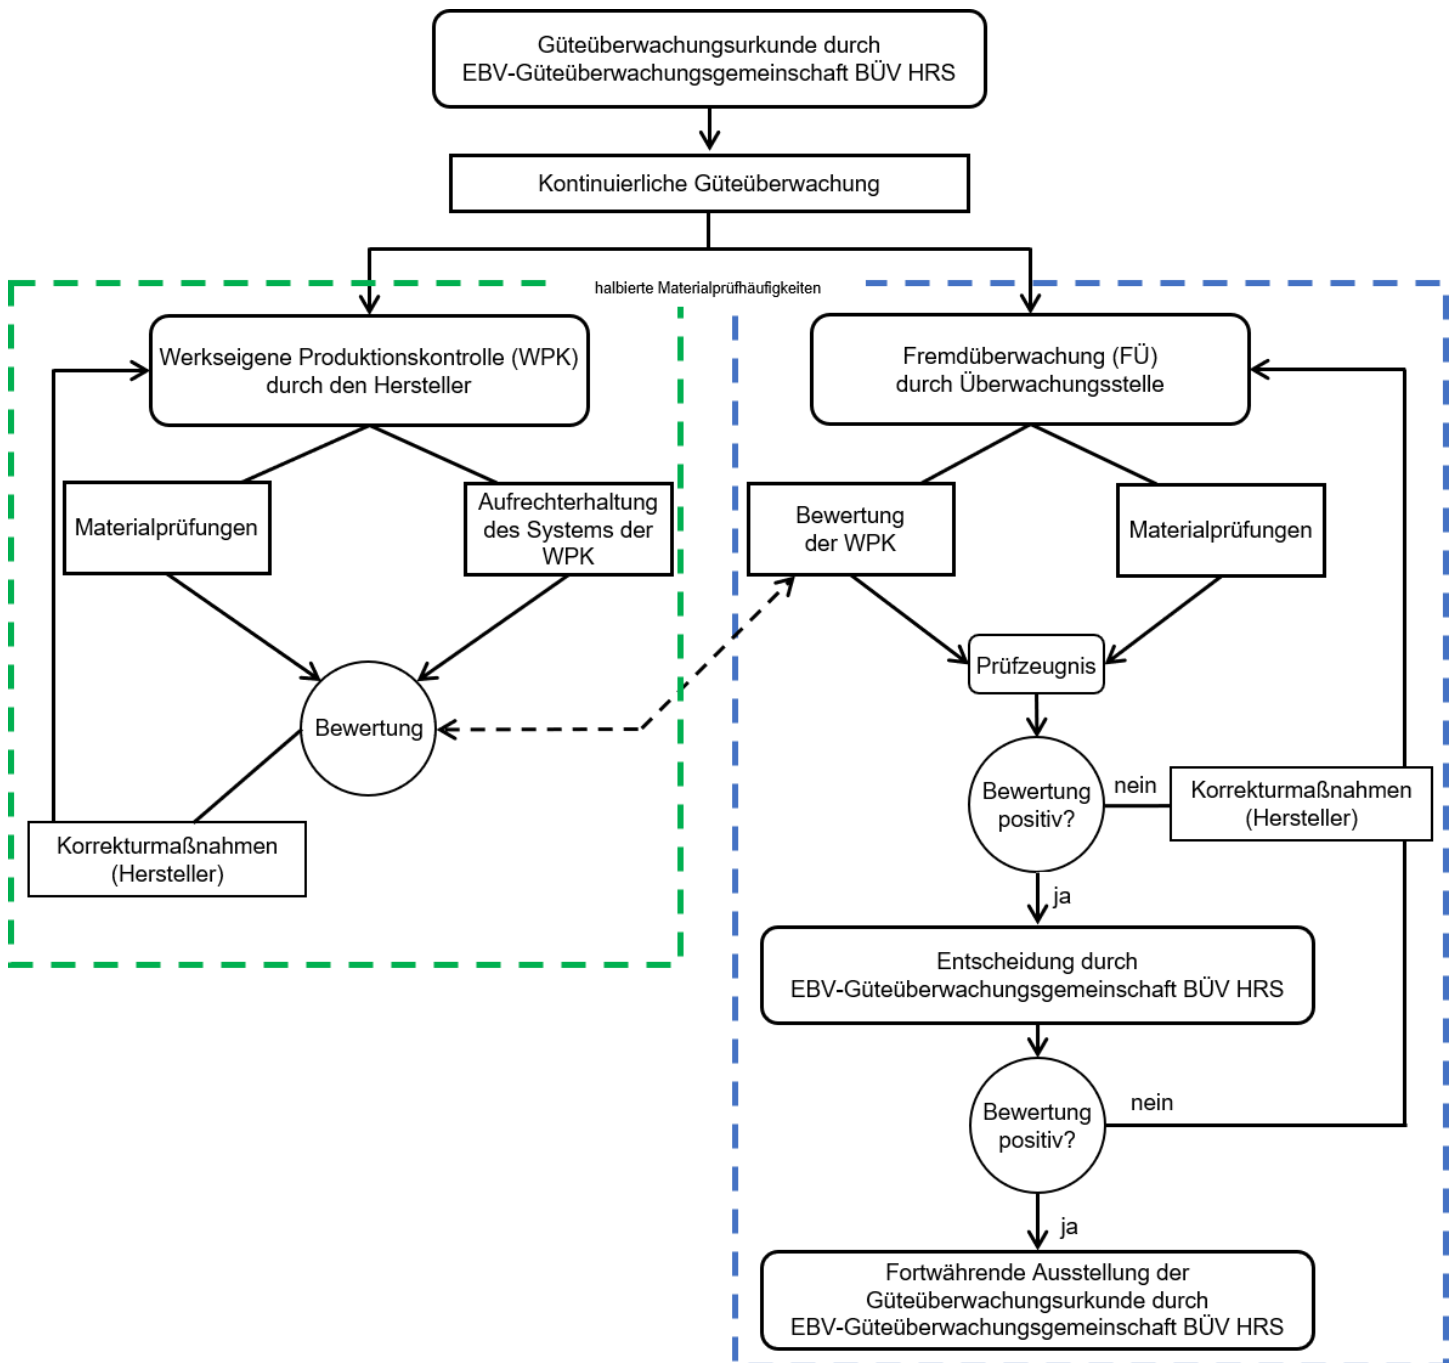 Güteüberwachungsurkunde durch
EBV-Güteüberwachungsgemeinschaft BÜV HRS
Kontinuierliche Güteüberwachung
halbierte Materialprüfhäufigkeiten
Werkseigene Produktionskontrolle (WPK)
durch den Hersteller
Materialprüfungen
Aufrechterhaltung
des Systems der
WPK
Bewertung
Korrekturmaßnahmen
(Hersteller)
Fremdüberwachung (FÜ)
durch Überwachungsstelle
Bewertung
der WPK
Materialprüfungen
Prüfzeugnis
Bewertung
positiv?
nein
Korrekturmaßnahmen
(Hersteller)
ja
Entscheidung durch
EBV-Güteüberwachungsgemeinschaft BÜV HRS
Bewertung
positiv?
nein
ja
Fortwährende Ausstellung der
Güteüberwachungsurkunde durch
EBV-Güteüberwachungsgemeinschaft BÜV HRS